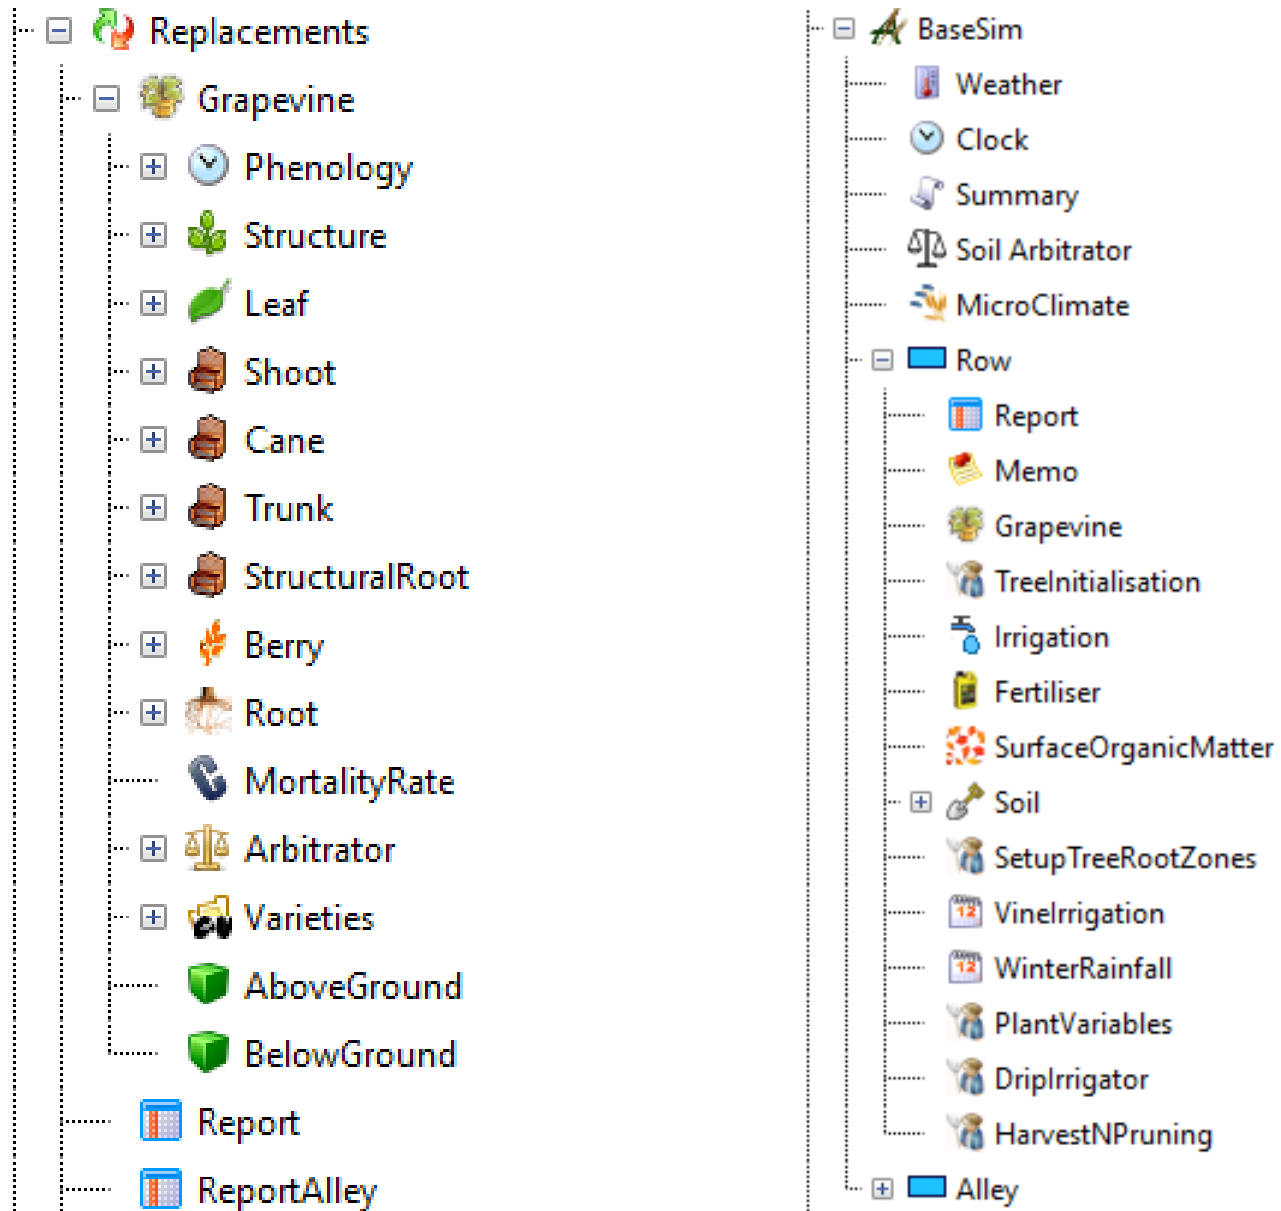 Replacements
Grapevine
Phenology
Structure
Leaf
Shoot
Cane
Trunk
StructuralRoot
Berry
Root
MortalityRate
Arbitrator
Varieties
AboveGround
BelowGround
Report
ReportAlley
BaseSim
Weather
Clock
Summary
Soil Arbitrator
MicroClimate
Row
Report
Memo
Grapevine
TreeInitialisation
Irrigation
Fertiliser
SurfaceOrganicMatter
Soil
SetupTreeRootZones
VineIrrigation
WinterRainfall
PlantVariables
DripIrrigator
HarvestNPruning
Alley